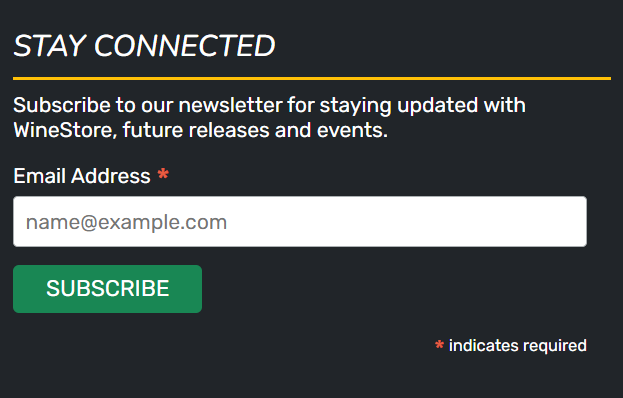 STAY CONNECTED
Subscribe to our newsletter for staying updated with
WineStore, future releases and events.
Email Address *
name@example.com
SUBSCRIBE
* indicates required